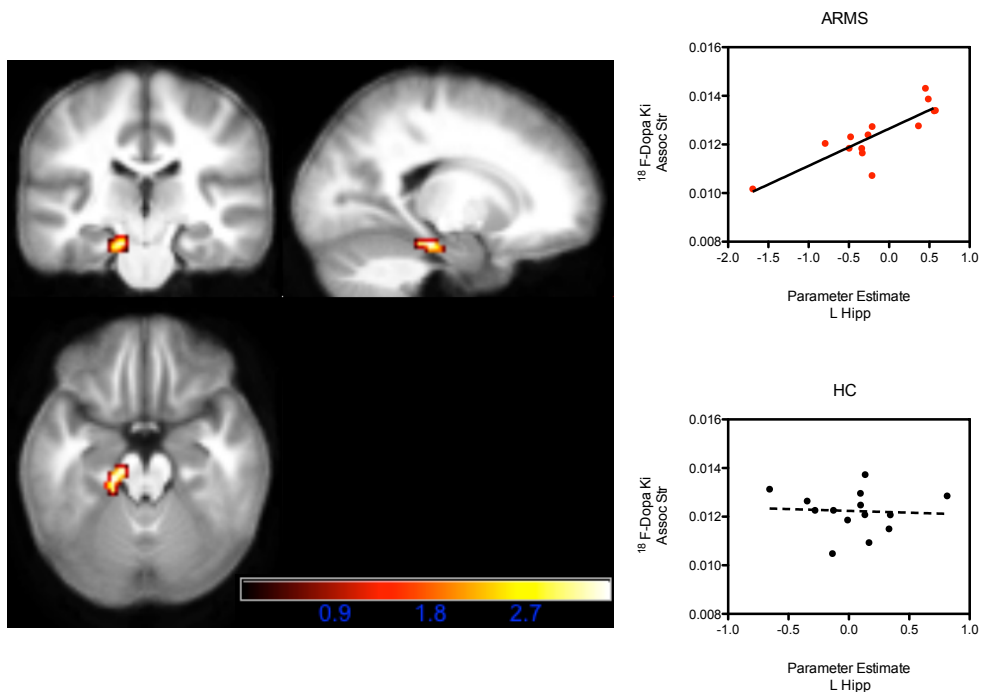 0.9 1.8 2.7
ARMS
0.016
0.014
0.012
0.010
0.008
18 F-Dopa Ki
Assoc Str
-2.0 -1.5 -1.0 -0.5 0.0 0.5 1.0
Parameter Estimate
L Hipp
HC
0.016
0.014
0.012
0.010
0.008
18 F-Dopa Ki
Assoc Str
-1.0 -0.5 0.0 0.5 1.0
Parameter Estimate
L Hipp